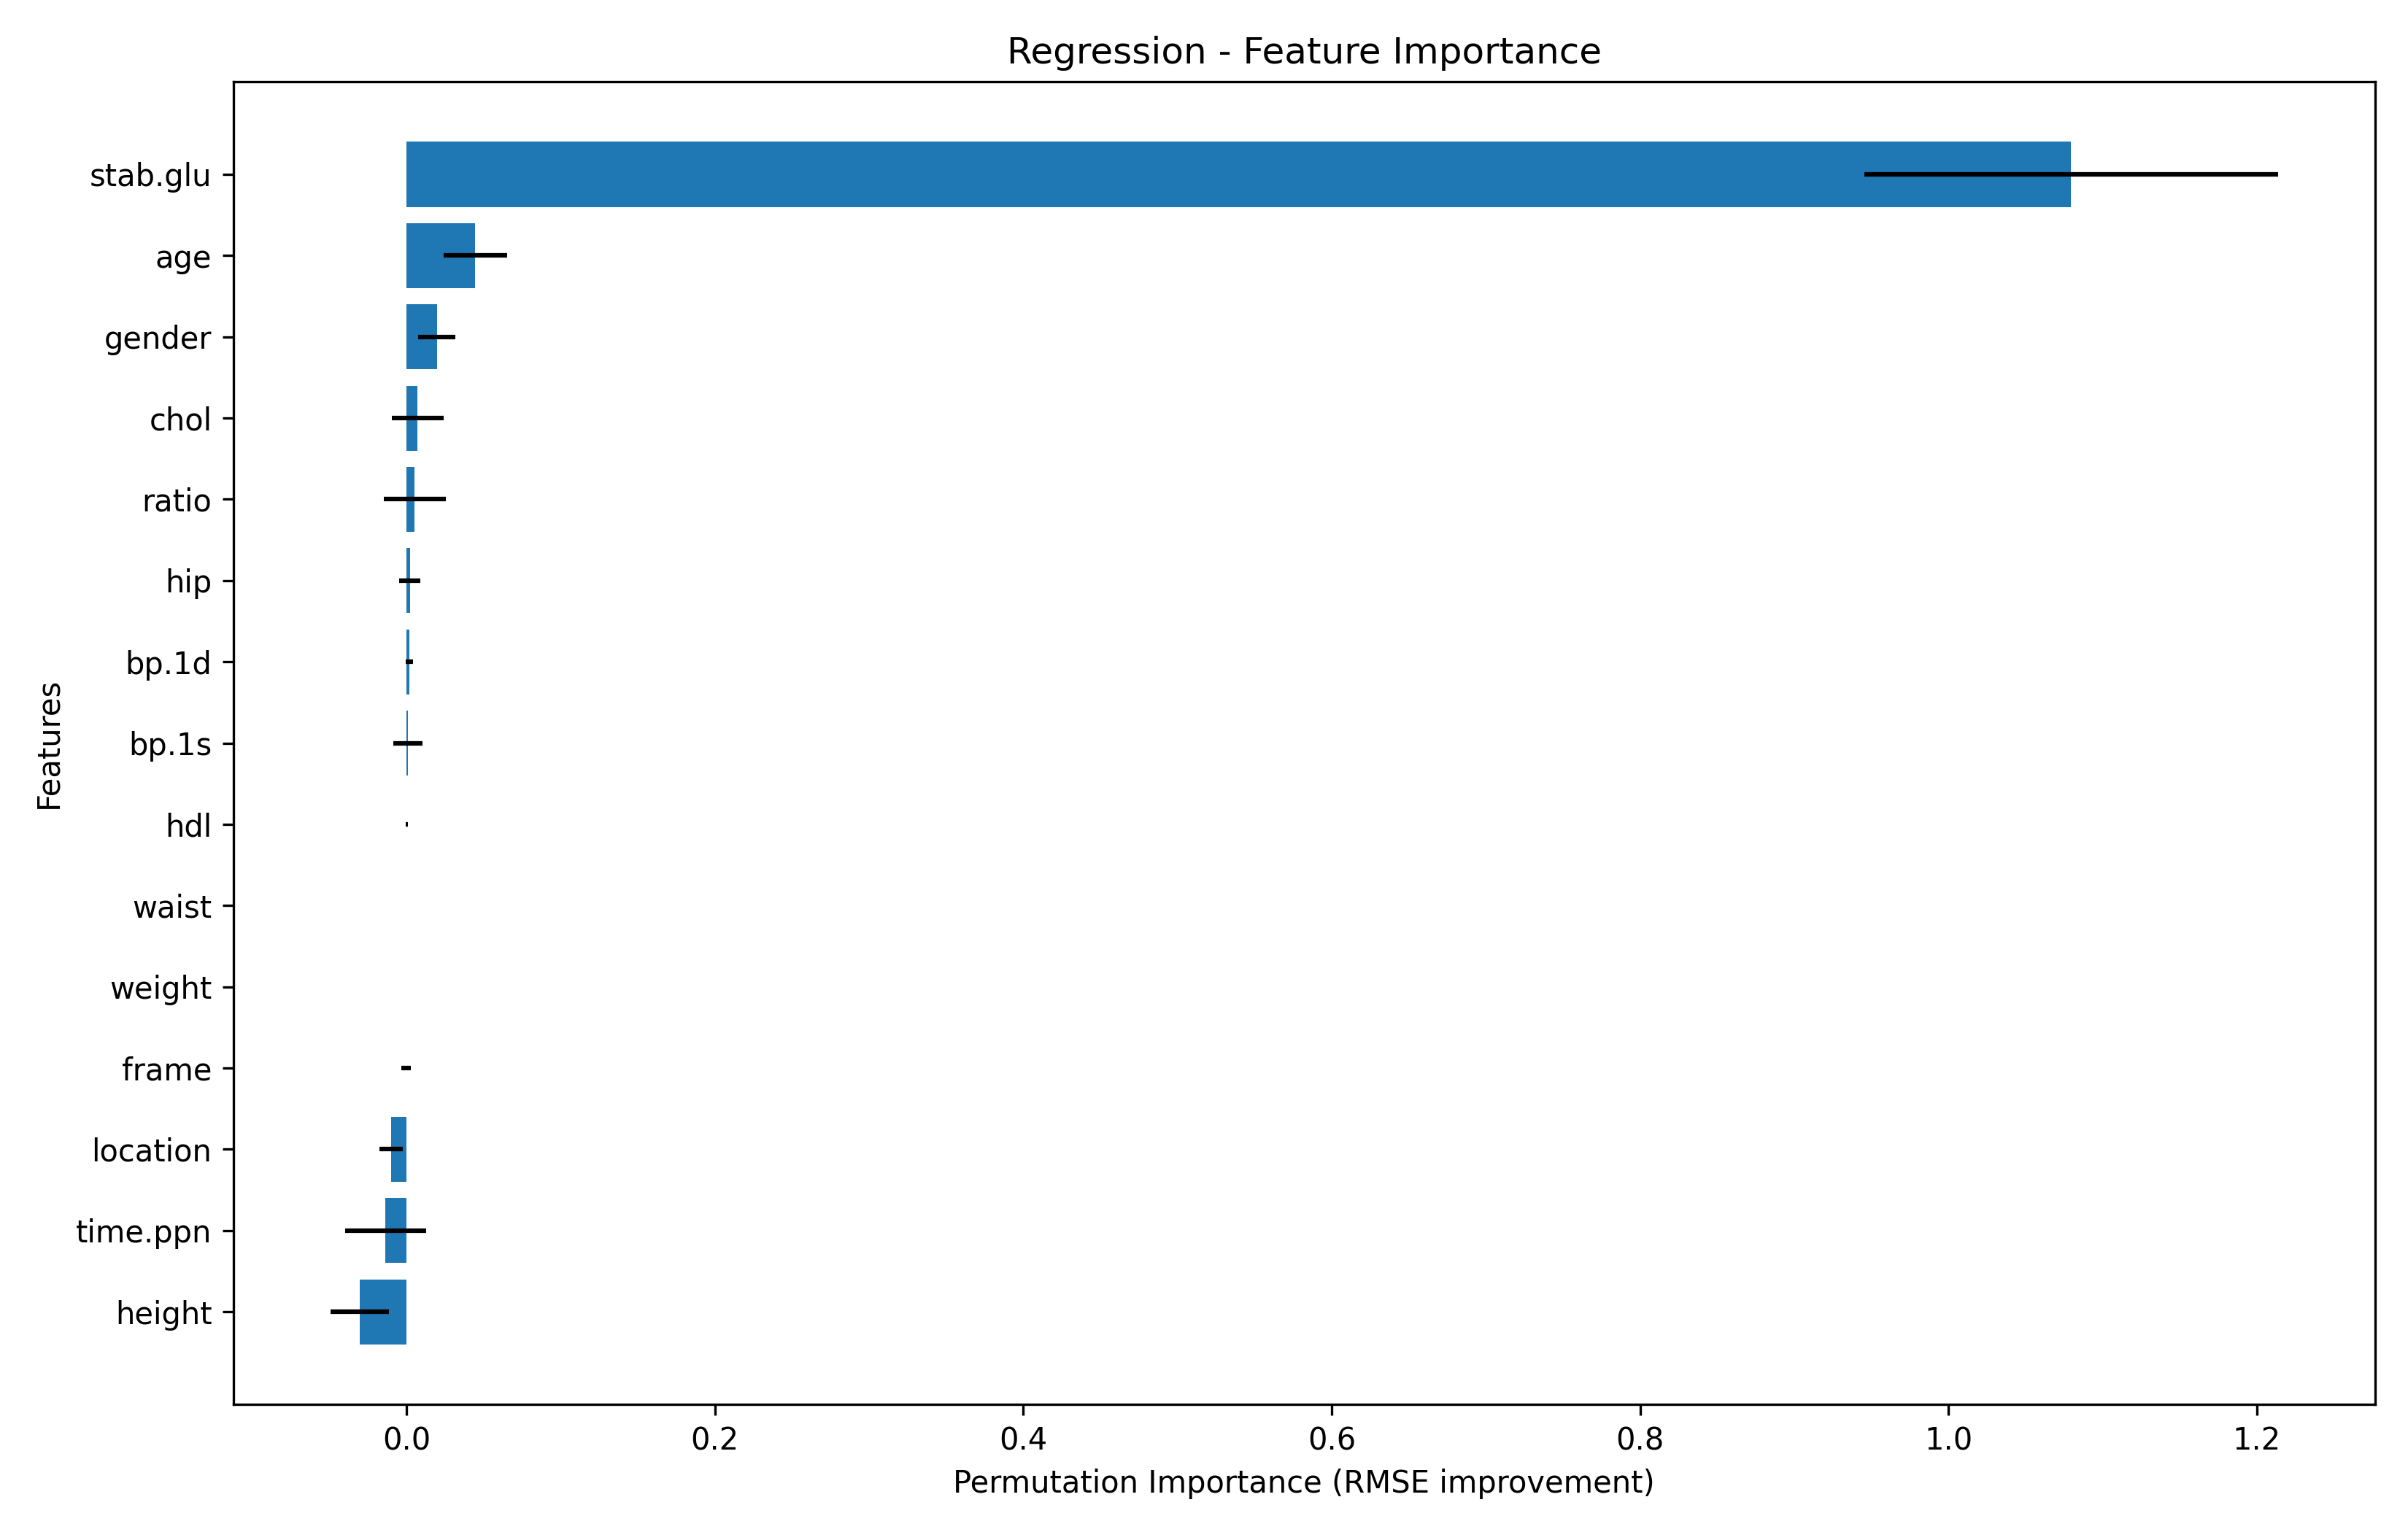 Regression - Feature Importance
stab.glu
age
gender
chol
ratio
hip
bp.1d
bp.1s
hdl
waist
weight
frame
location
time.ppn
height
Features
0.0 0.2 0.4 0.6 0.8 1.0 1.2
Permutation Importance (RMSE improvement)